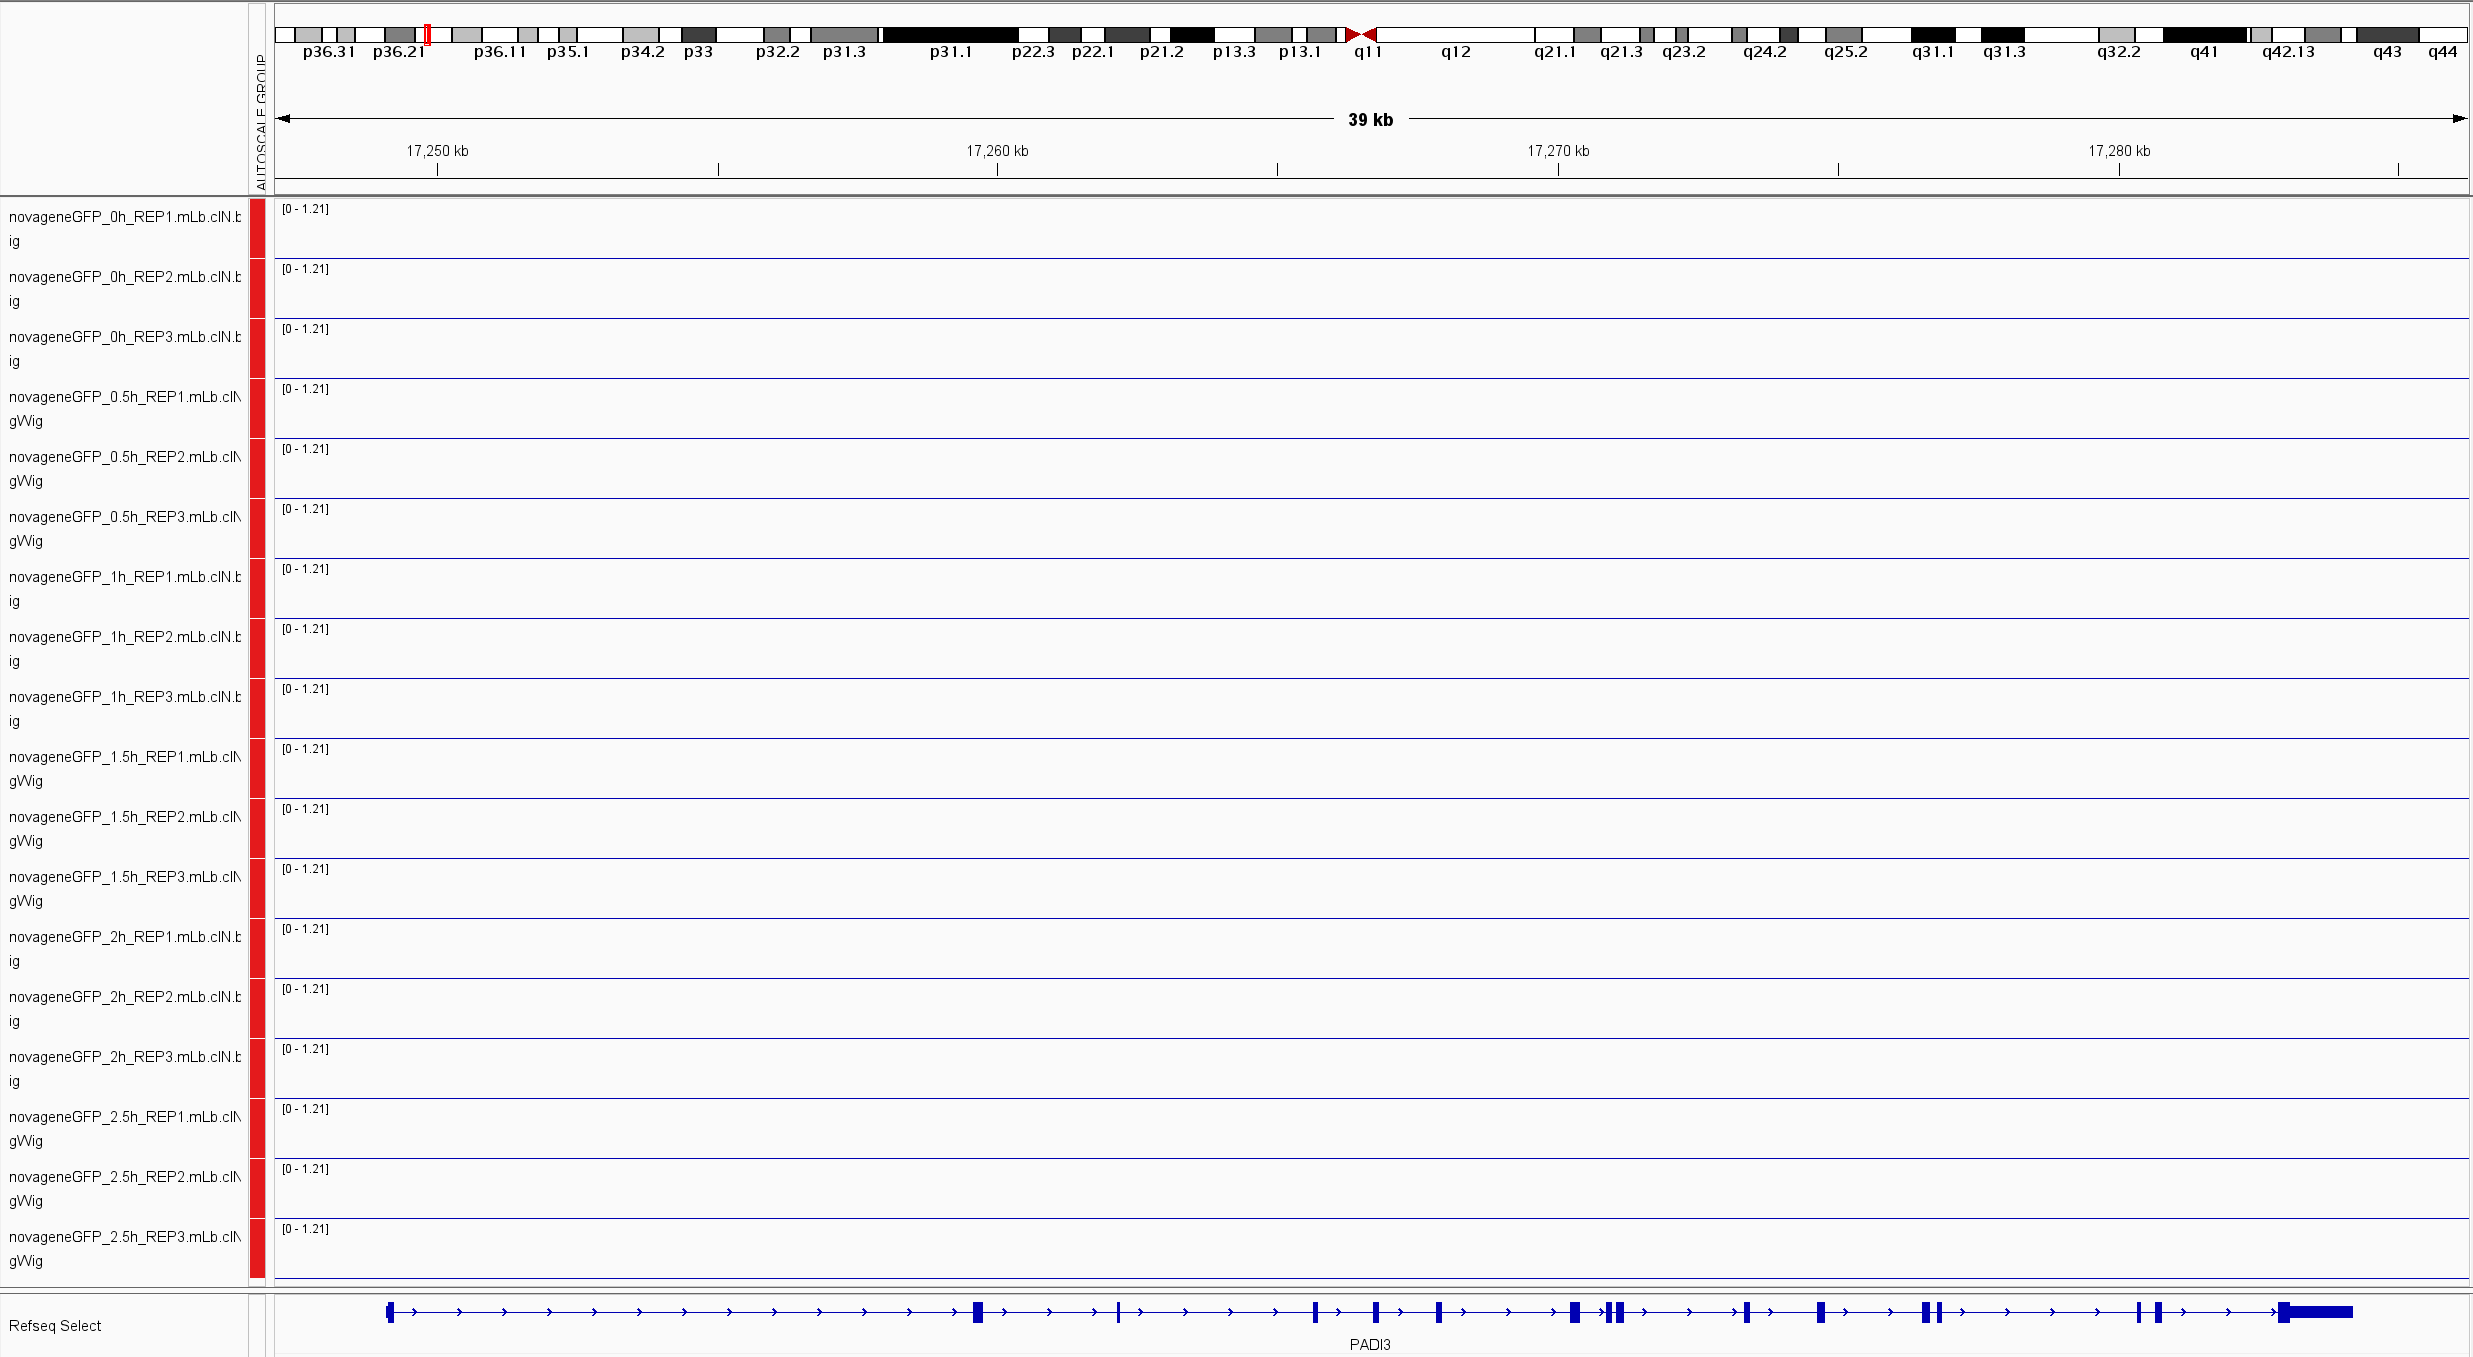 p36.31 p36.21 p36.11 p35.1 p34.2 p33 p32.2 p31.3 p31.1 p22.3 p22.1 p21.2 p13.3 p13.1 q11 q12 q21.1 q21.3 q23.2 q24.2 q25.2 q31.1 q31.3 q32.2 q41 q42.13 q43 q44
AUTOSCALE GROUP
39 kb
17,250 kb 17,260 kb 17,270 kb 17,280 kb
novageneGFP_0h_REP1.mLb.clN.b [0 - 1.21]
ig
novageneGFP_0h_REP2.mLb.clN.b [0 - 1.21]
ig
novageneGFP_0h_REP3.mLb.clN.b [0 - 1.21]
ig
novageneGFP_0.5h_REP1.mLb.clN [0 - 1.21]
gWig
novageneGFP_0.5h_REP2.mLb.clN [0 - 1.21]
gWig
novageneGFP_0.5h_REP3.mLb.clN [0 - 1.21]
gWig
novageneGFP_1h_REP1.mLb.clN.b [0 - 1.21]
ig
novageneGFP_1h_REP2.mLb.clN.b [0 - 1.21]
ig
novageneGFP_1h_REP3.mLb.clN.b [0 - 1.21]
ig
novageneGFP_1.5h_REP1.mLb.clN [0 - 1.21]
gWig
novageneGFP_1.5h_REP2.mLb.clN [0 - 1.21]
gWig
novageneGFP_1.5h_REP3.mLb.clN [0 - 1.21]
gWig
novageneGFP_2h_REP1.mLb.clN.b [0 - 1.21]
ig
novageneGFP_2h_REP2.mLb.clN.b [0 - 1.21]
ig
novageneGFP_2h_REP3.mLb.clN.b [0 - 1.21]
ig
novageneGFP_2.5h_REP1.mLb.clN [0 - 1.21]
gWig
novageneGFP_2.5h_REP2.mLb.clN [0 - 1.21]
gWig
novageneGFP_2.5h_REP3.mLb.clN [0 - 1.21]
gWig
Refseq Select
PADI3